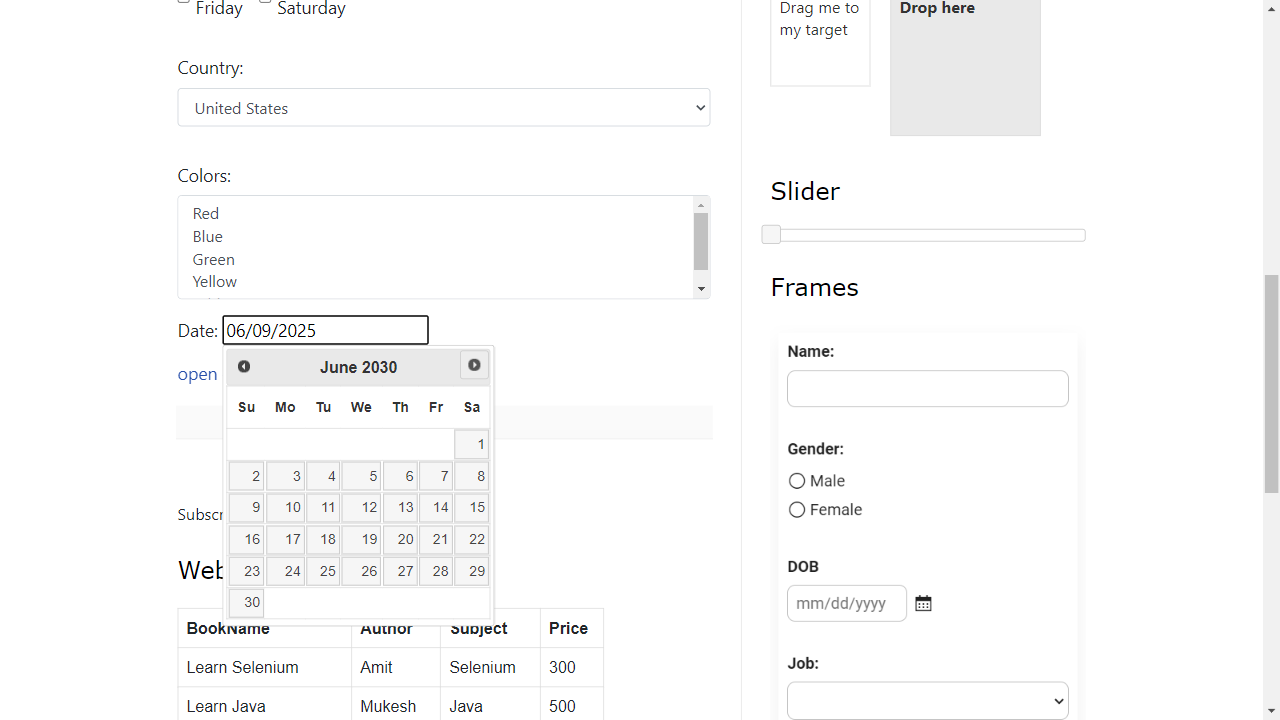 Friday Saturday
Country:
United States
Colors:
Red
Blue
Green
Yellow
Date: 06/09/2025
open
June 2030
Su Mo Tu We Th Fr Sa
1
2 3 4 5 6 7 8
9 10 11 12 13 14 15
16 17 18 19 20 21 22
23 24 25 26 27 28 29
30
Subscr
Web
BookName Author Subject Price
Learn Selenium Amit Selenium 300
Learn Java Mukesh Java 500
Drag me to
my target
Drop here
Slider
Frames
Name:
Gender:
Male
Female
DOB
mm/dd/yyyy
Job: